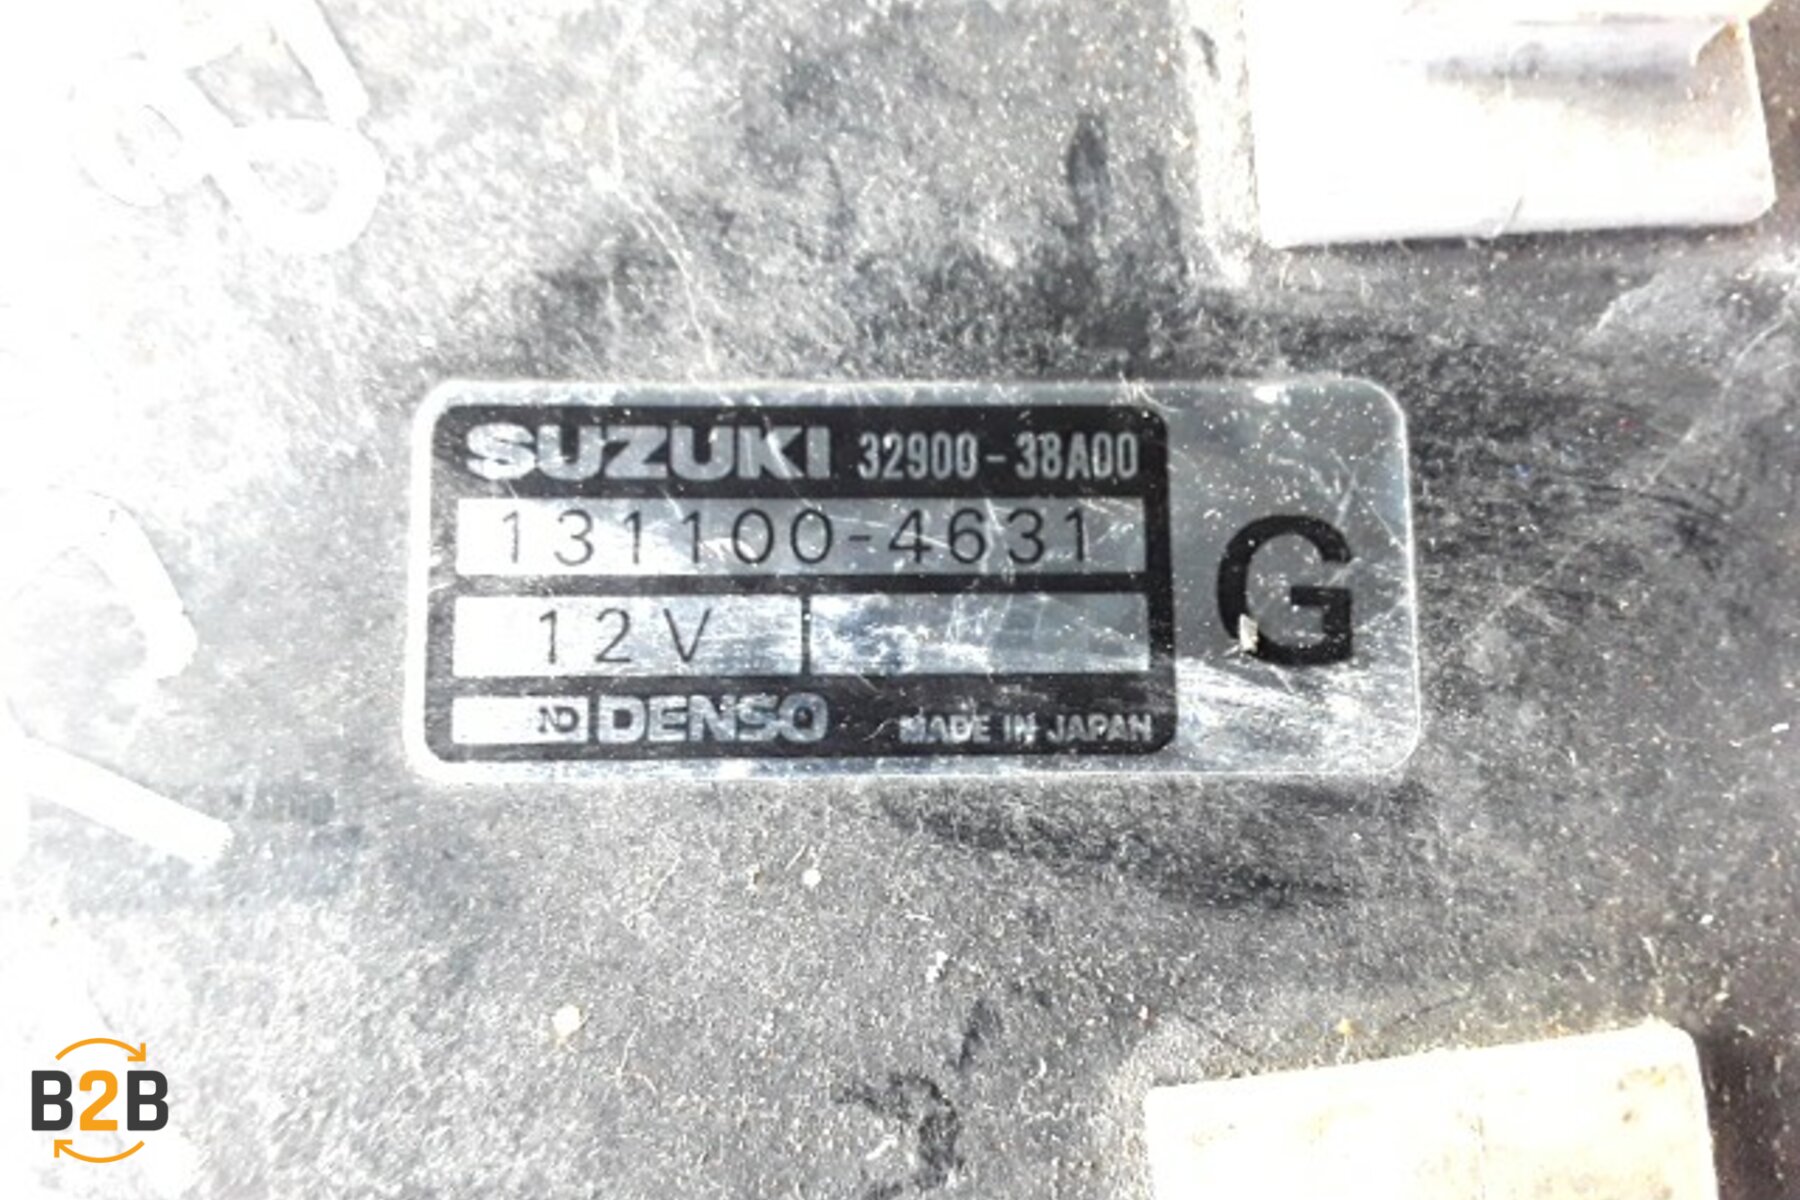 SUZUKI 32900-38A00
131100-4631
G
12V
ND DENSO MADE IN JAPAN
B2B